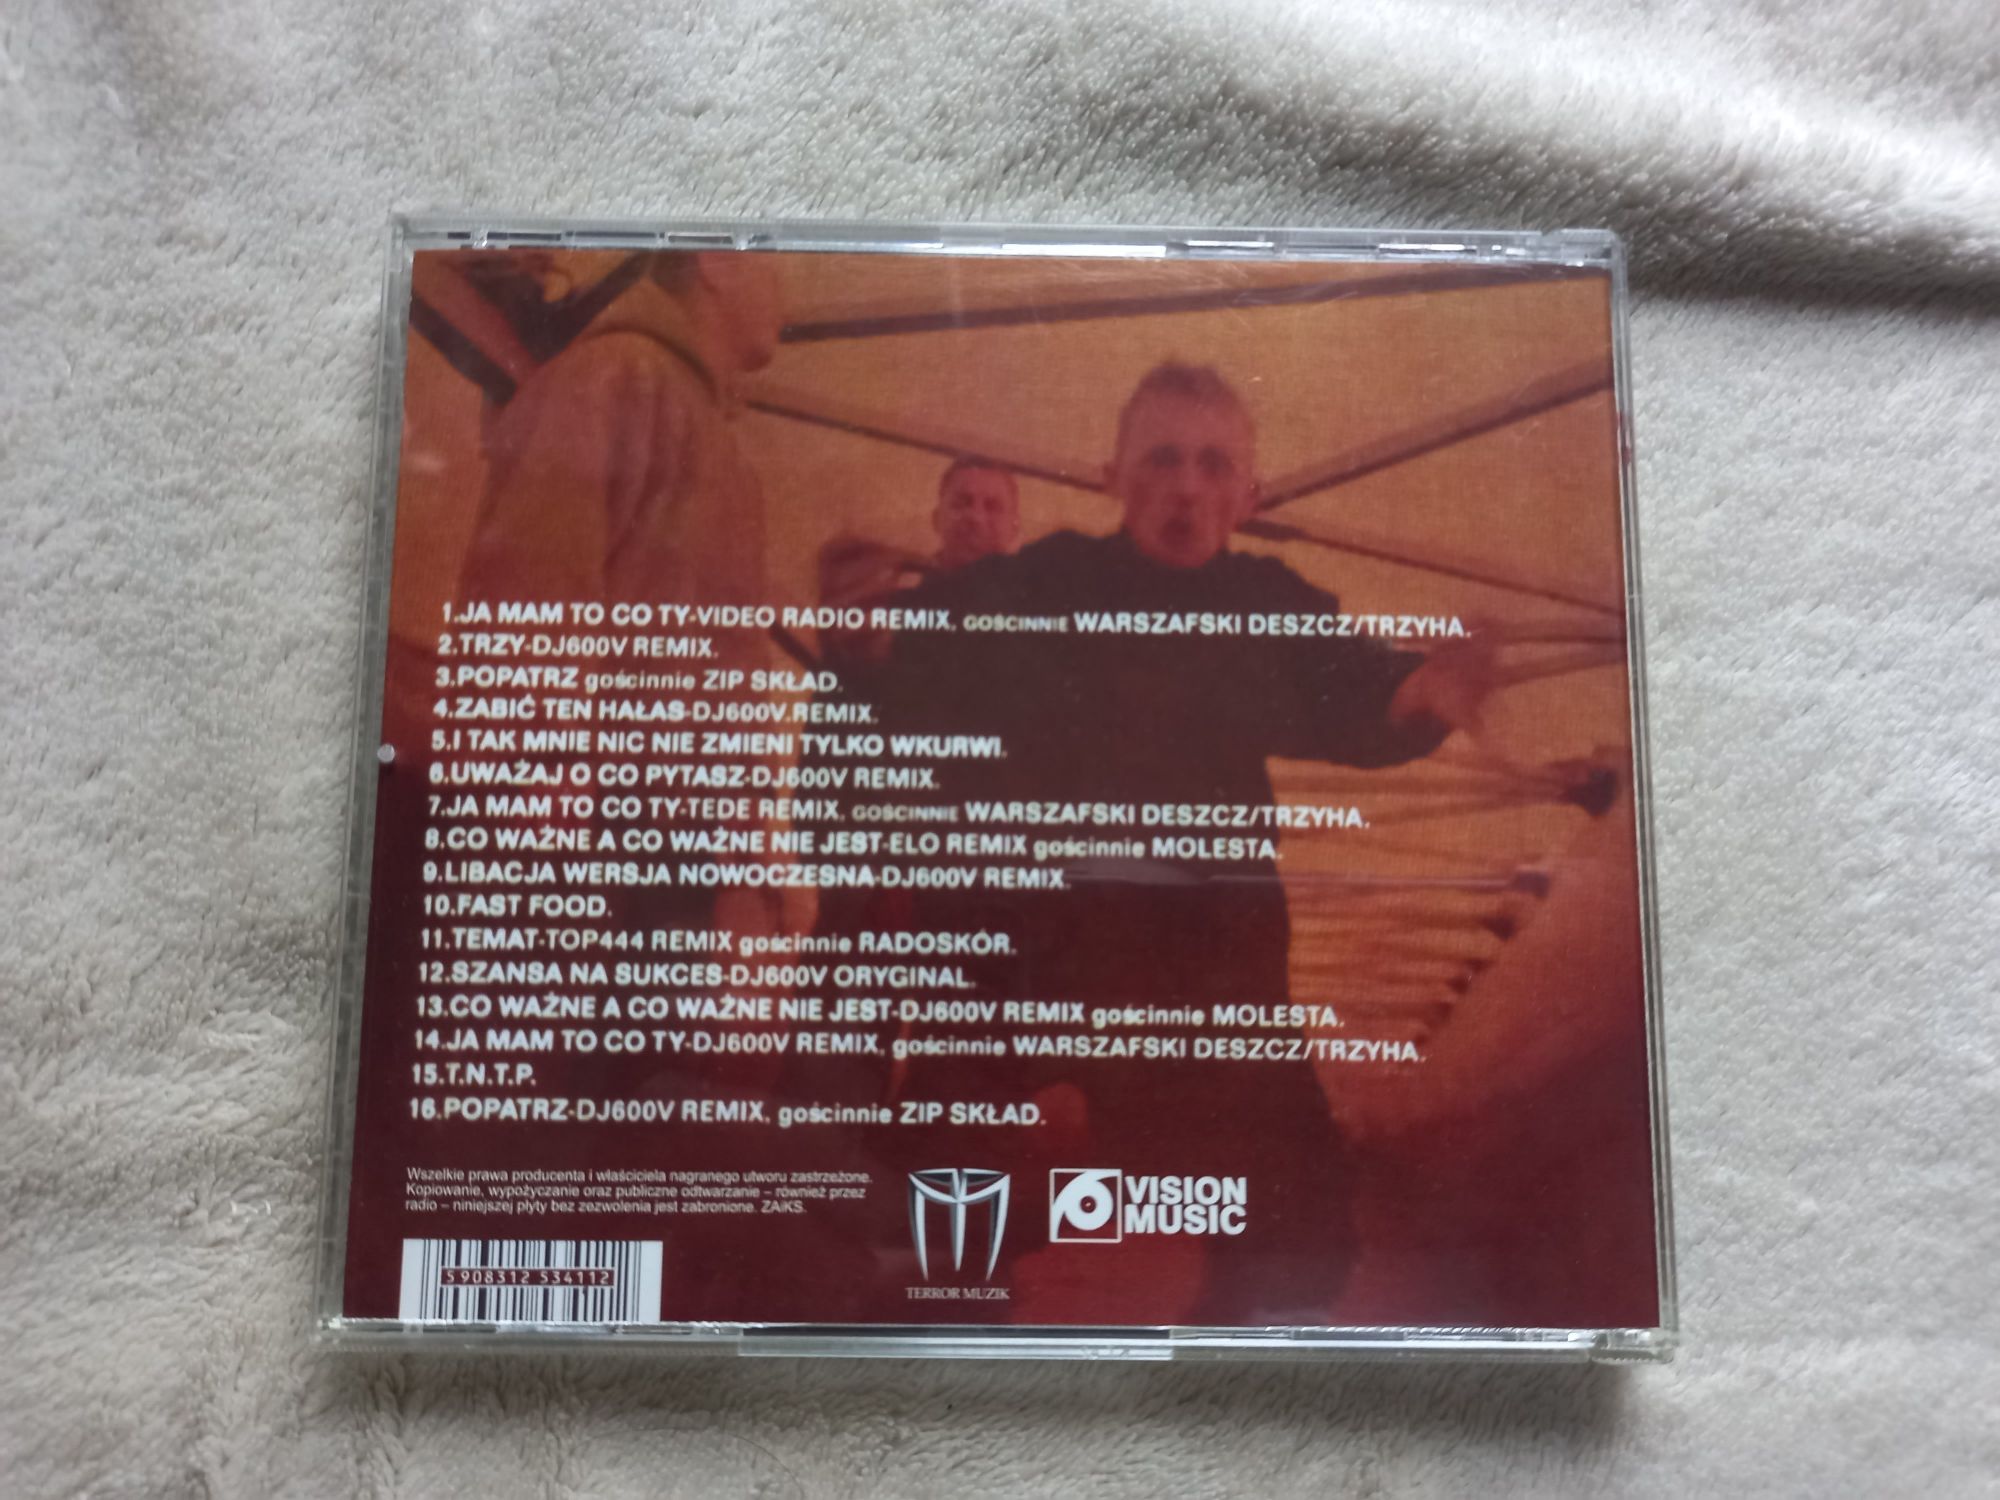 1.JA MAM TO CO TY-VIDEO RADIO REMIX. GOŚCINNIE WARSZAFSKI DESZCZ/TRZYHA.
2.TRZY-DJ600V REMIX.
3.POPATRZ gościnnie ZIP SKŁAD.
4.ZABIĆ TEN HAŁAS-DJ600V.REMIX.
5.I TAK MNIE NIC NIE ZMIENI TYLKO WKURWI.
6.UWAŻAJ O CO PYTASZ-DJ600V REMIX.
7.JA MAM TO CO TY-TEDE REMIX. GOŚCINNIE WARSZAFSKI DESZCZ/TRZYHA.
8.CO WAŻNE A CO WAŻNE NIE JEST-ELO REMIX gościnnie MOLESTA.
9.LIBACJA WERSJA NOWOCZESNA-DJ600V REMIX.
10.FAST FOOD.
11.TEMAT-TOP444 REMIX gościnnie RADOSKÓR.
12.SZANSA NA SUKCES-DJ600V ORYGINAL.
13.CO WAŻNE A CO WAŻNE NIE JEST-DJ600V REMIX gościnnie MOLESTA.
14.JA MAM TO CO TY-DJ600V REMIX. gościnnie WARSZAFSKI DESZCZ/TRZYHA.
15.T.N.T.P.
16.POPATRZ-DJ600V REMIX. gościnnie ZIP SKŁAD.
Wszelkie prawa producenta i właściciela nagranego utworu zastrzeżone.
Kopiowanie, wypożyczanie oraz publiczne odtwarzanie – również przez
radio – niniejszej płyty bez zezwolenia jest zabronione. ZAiKS.
5 908312 534112
TERROR MUZIK
VISION
MUSIC